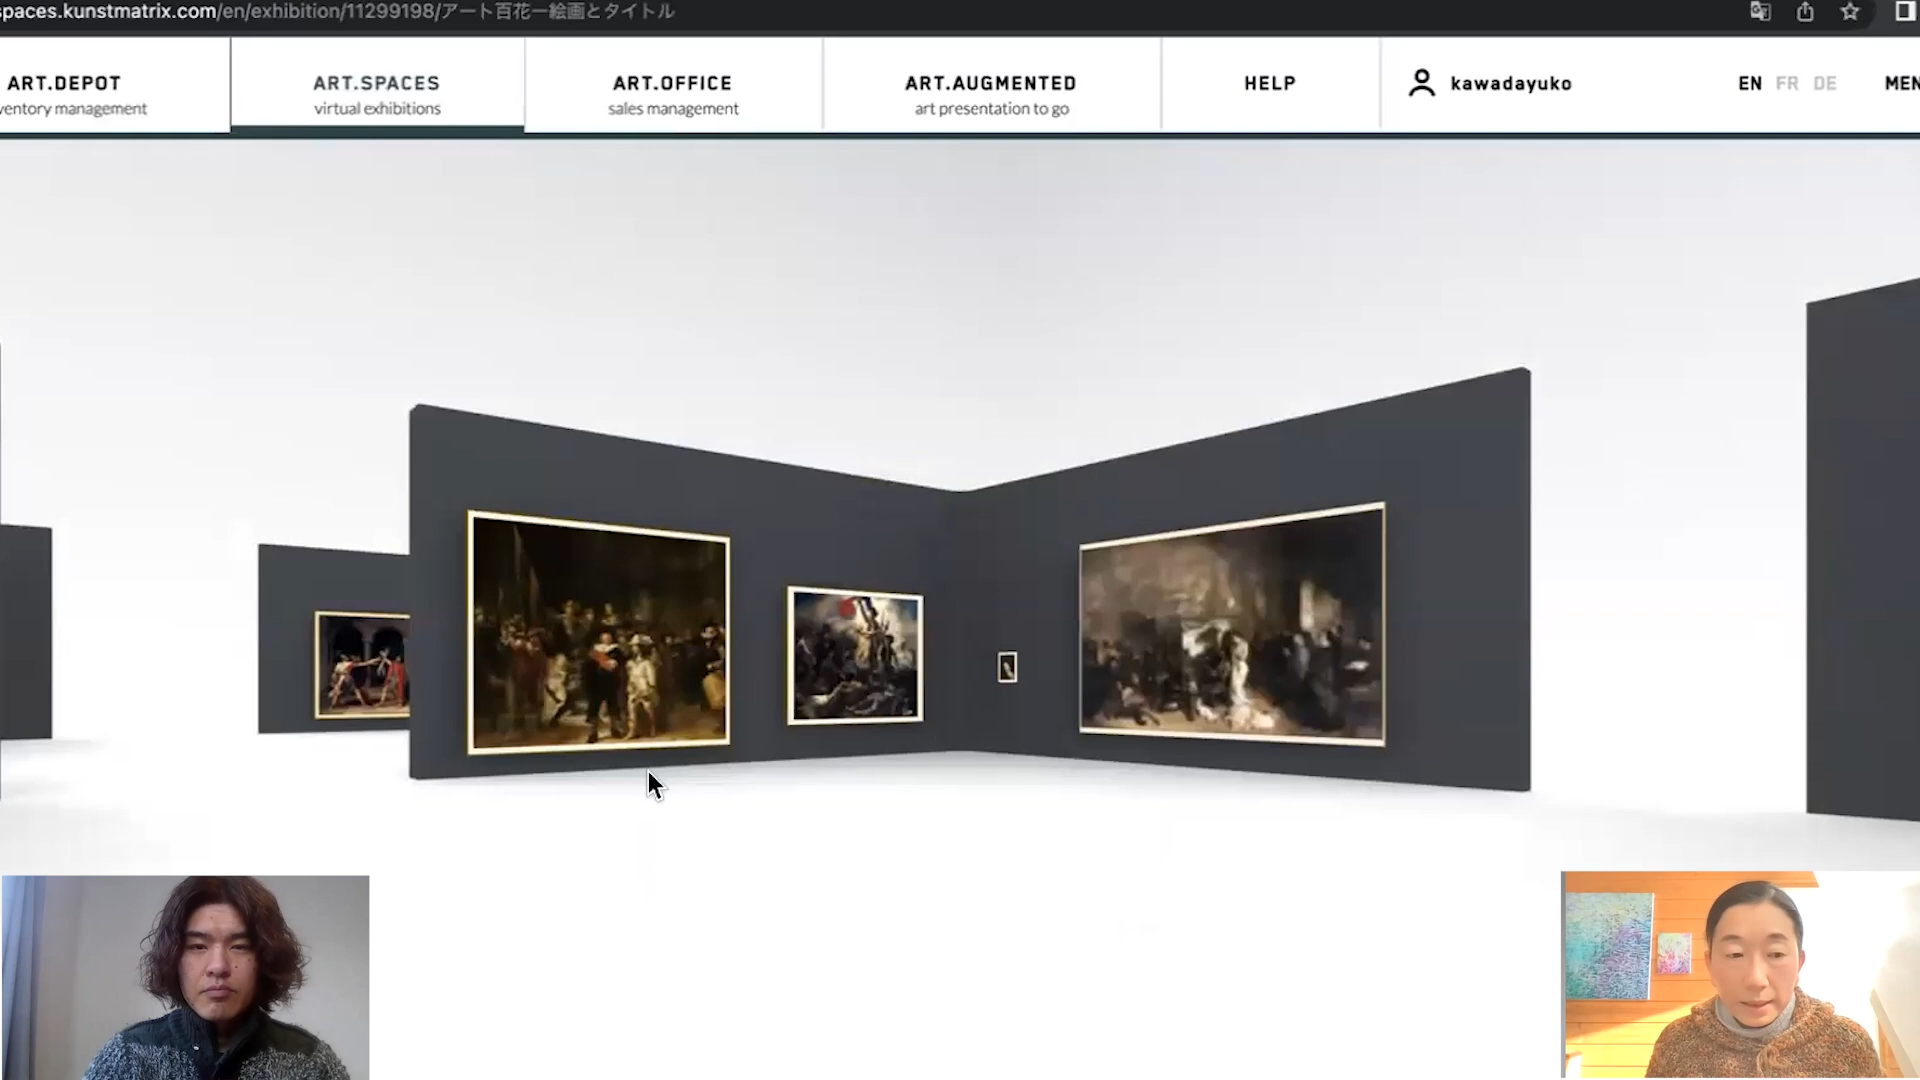 spaces.kunstmatrix.com/en/exhibition/11299198/アート百花ー絵画とタイトル
ART.DEPOT
ventory management
ART.SPACES
virtual exhibitions
ART.OFFICE
sales management
ART.AUGMENTED
art presentation to go
HELP
kawadayuko
EN FR DE
MEN